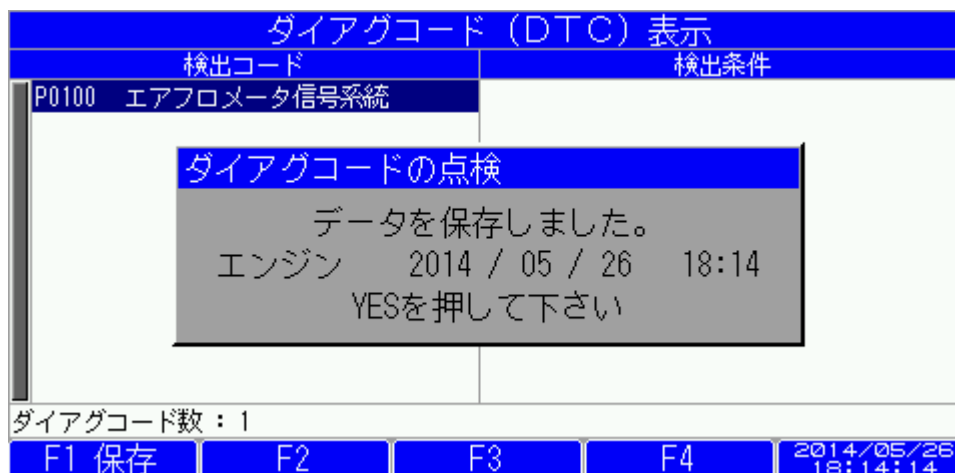 ダイアグコード（DTC）表示
検出コード 検出条件
P0100 エアフロメータ信号系統
ダイアグコードの点検
データを保存しました。
エンジン 2014 / 05 / 26 18:14
YESを押して下さい
ダイアグコード数：1
F1 保存 F2 F3 F4 2014/05/26
18:14:14